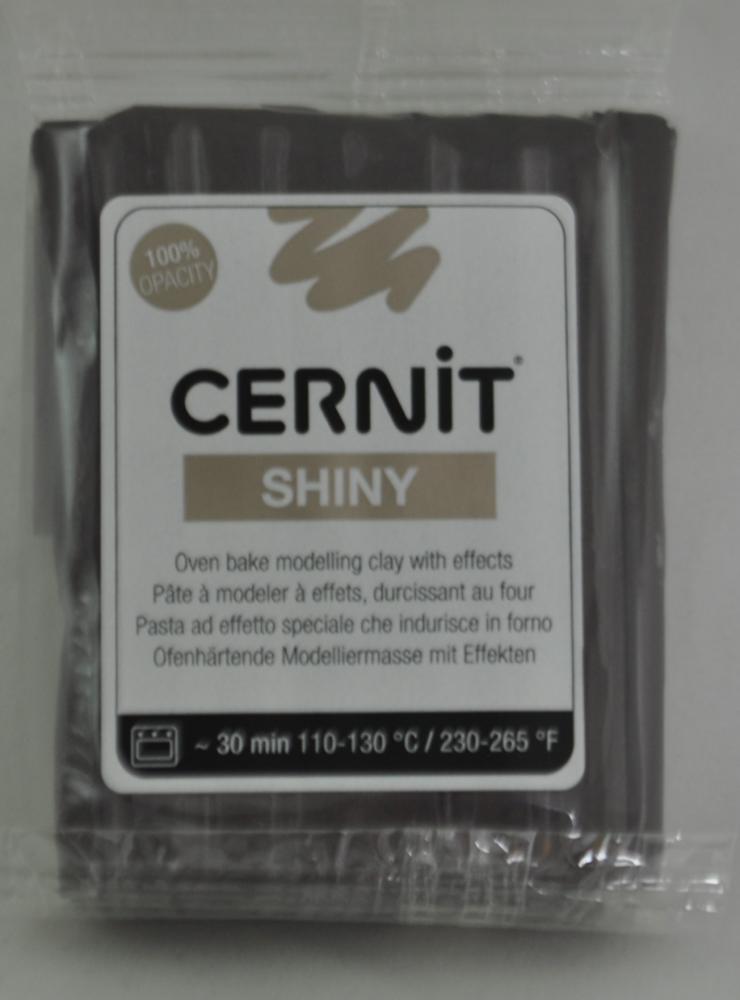 100%
OPACITY
CERNiT®
SHINY
Oven bake modelling clay with effects
Pâte à modeler à effets, durcissant au four
Pasta ad effetto speciale che indurisce in forno
Ofenhärtende Modelliermasse mit Effekten
~ 30 min 110-130 °C / 230-265 °F